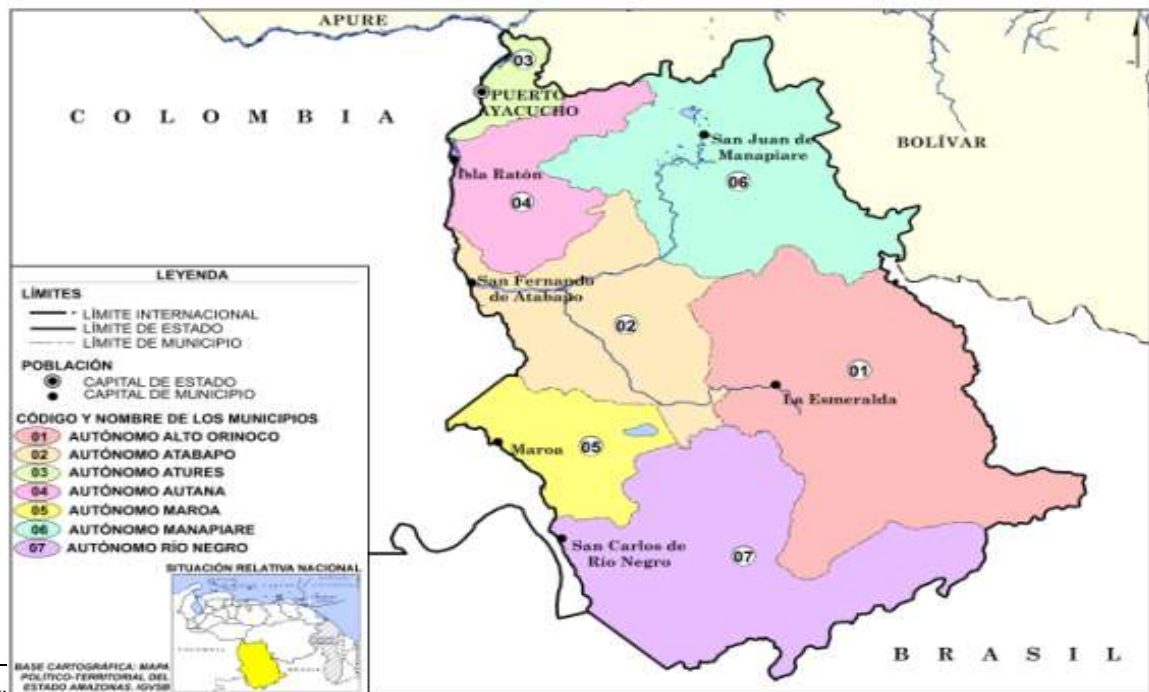 APURE
03
PUERTO
AYACUCHO
COLOMBIA
San Juan de
Manapiare
BOLÍVAR
Isla Ratón
06
04
San Fernando
de Atabapo
02
01
La Esmeralda
Maroa
05
San Carlos de
Río Negro
07
BRASIL
LEYENDA
LÍMITES
LÍMITE INTERNACIONAL
LÍMITE DE ESTADO
LÍMITE DE MUNICIPIO
POBLACIÓN
CAPITAL DE ESTADO
CAPITAL DE MUNICIPIO
CÓDIGO Y NOMBRE DE LOS MUNICIPIOS
01 AUTÓNOMO ALTO ORINOCO
02 AUTÓNOMO ATABAPO
03 AUTÓNOMO ATURES
04 AUTÓNOMO AUTANA
05 AUTÓNOMO MAROA
06 AUTÓNOMO MANAPIARE
07 AUTÓNOMO RÍO NEGRO
SITUACIÓN RELATIVA NACIONAL
BASE CARTOGRÁFICA: MAPA
POLÍTICO-TERRITORIAL DEL
ESTADO AMAZONAS. IGVSB